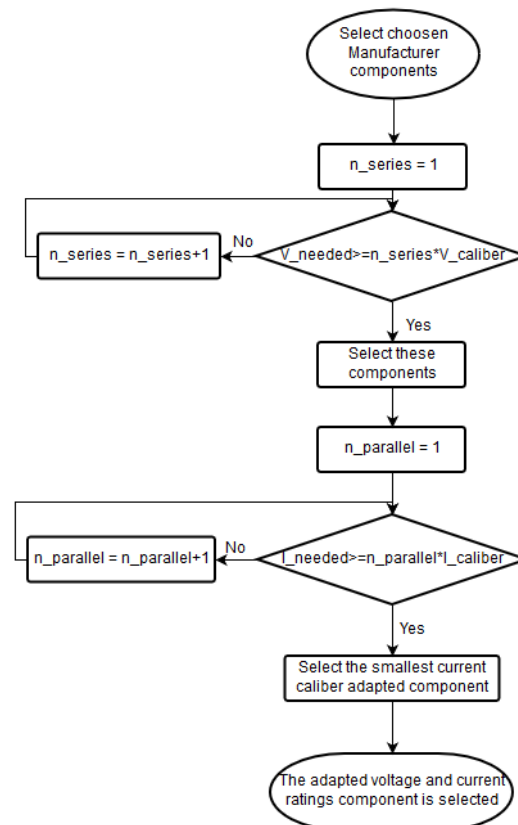 Select choosen
Manufacturer
components
n_series = 1
No
n_series = n_series+1
V_needed>=n_series*V_caliber
Yes
Select these
components
n_parallel = 1
No
n_parallel = n_parallel+1
I_needed>=n_parallel*I_caliber
Yes
Select the smallest current
caliber adapted component
The adapted voltage and current
ratings component is selected